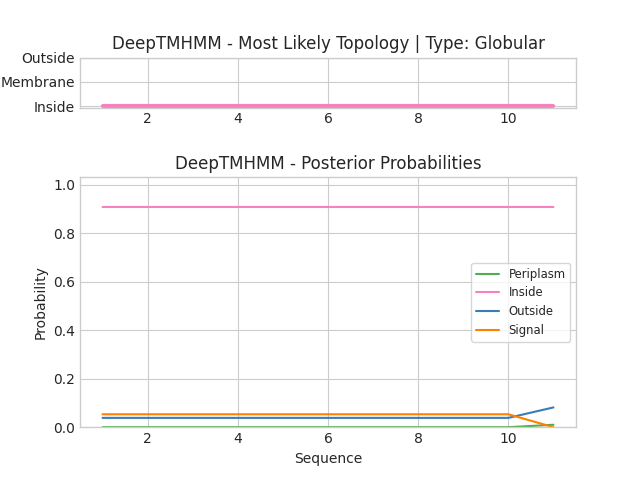 DeepTMHMM - Most Likely Topology | Type: Globular
Outside
Membrane
Inside
2 4 6 8 10
DeepTMHMM - Posterior Probabilities
1.0
0.8
0.6
0.4
0.2
0.0
Probability
Periplasm
Inside
Outside
Signal
2 4 6 8 10
Sequence